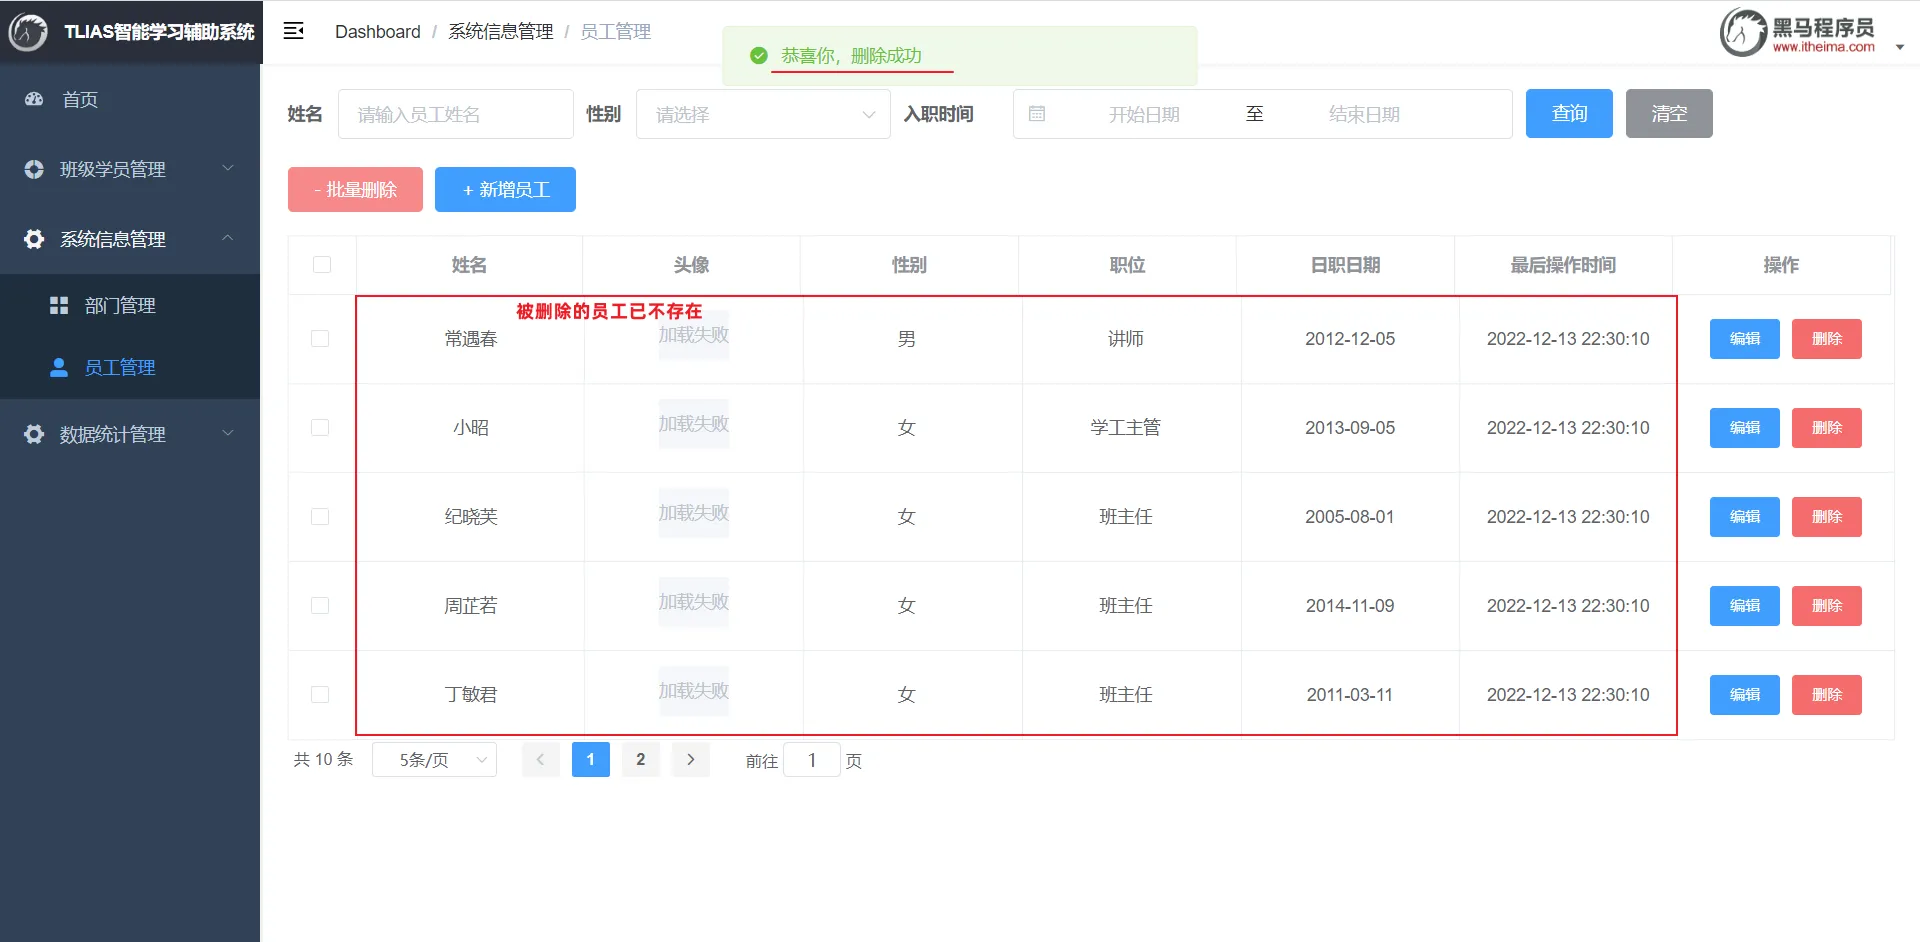 TLIAS智能学习辅助系统
Dashboard / 系统信息管理 / 员工管理
恭喜你，删除成功
黑马程序员
www.itheima.com
首页
班级学员管理
系统信息管理
部门管理
员工管理
数据统计管理
姓名 请输入员工姓名 性别 请选择 入职时间 开始日期 至 结束日期 查询 清空
- 批量删除 + 新增员工
姓名 头像 性别 职位 日职日期 最后操作时间 操作
被删除的员工已不存在
常遇春 加载失败 男 讲师 2012-12-05 2022-12-13 22:30:10 编辑 删除
小昭 加载失败 女 学工主管 2013-09-05 2022-12-13 22:30:10 编辑 删除
纪晓芙 加载失败 女 班主任 2005-08-01 2022-12-13 22:30:10 编辑 删除
周芷若 加载失败 女 班主任 2014-11-09 2022-12-13 22:30:10 编辑 删除
丁敏君 加载失败 女 班主任 2011-03-11 2022-12-13 22:30:10 编辑 删除
共 10 条 5条/页 1 2 前往 1 页